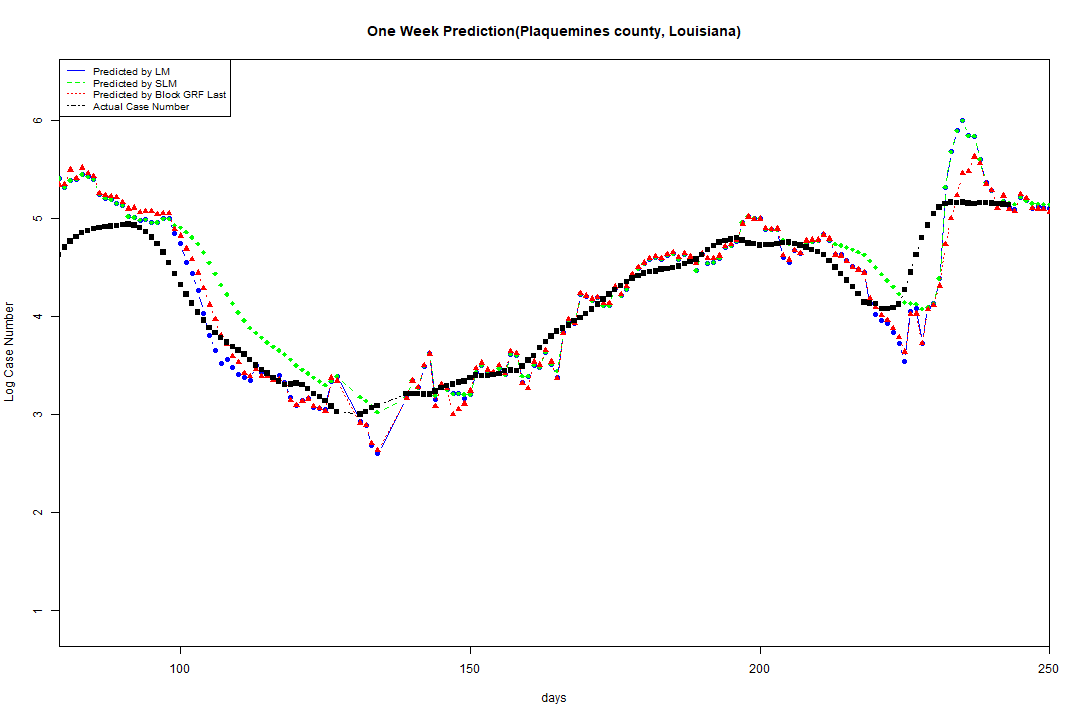 One Week Prediction(Plaquemines county, Louisiana)
Predicted by LM
Predicted by SLM
Predicted by Block GRF Last
Actual Case Number
6
5
4
3
2
1
Log Case Number
100
150
200
250
days